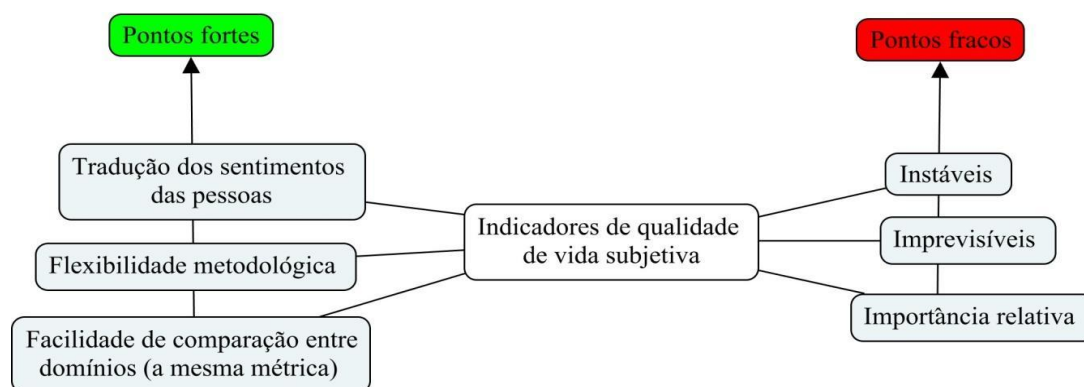 Pontos fortes
Pontos fracos
Tradução dos sentimentos
das pessoas
Flexibilidade metodológica
Facilidade de comparação entre
domínios (a mesma métrica)
Indicadores de qualidade
de vida subjetiva
Instáveis
Imprevisíveis
Importância relativa